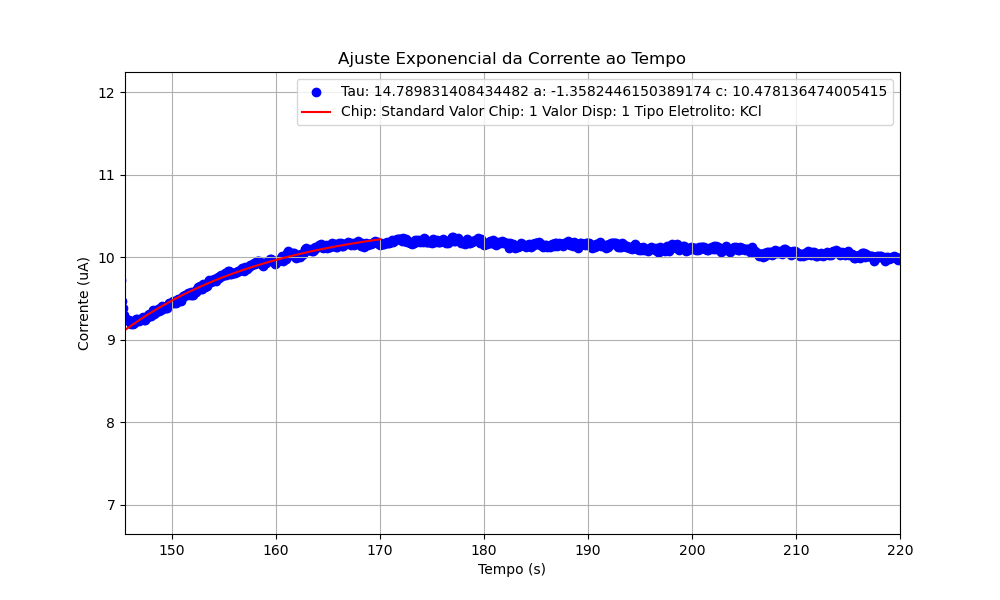 Ajuste Exponencial da Corrente ao Tempo
Tau: 14.789831408434482 a: -1.3582446150389174 c: 10.478136474005415
Chip: Standard Valor Chip: 1 Valor Disp: 1 Tipo Eletrolito: KCl
12
11
10
9
8
7
Corrente (uA)
150 160 170 180 190 200 210 220
Tempo (s)